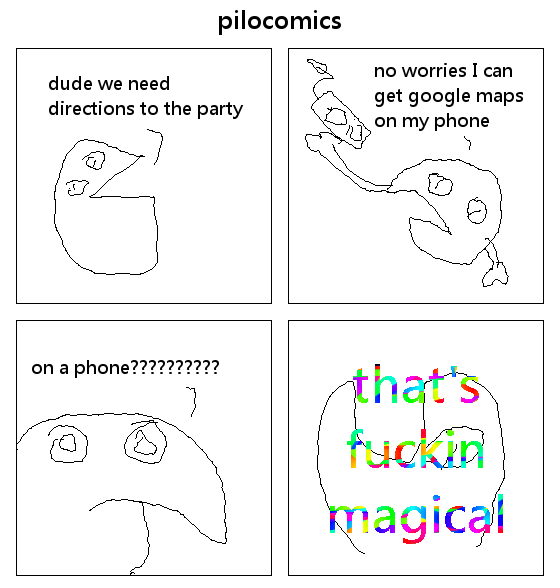 pilocomics
dude we need
directions to the party
no worries I can
get google maps
on my phone
on a phone??????????
that's
fuckin
magical